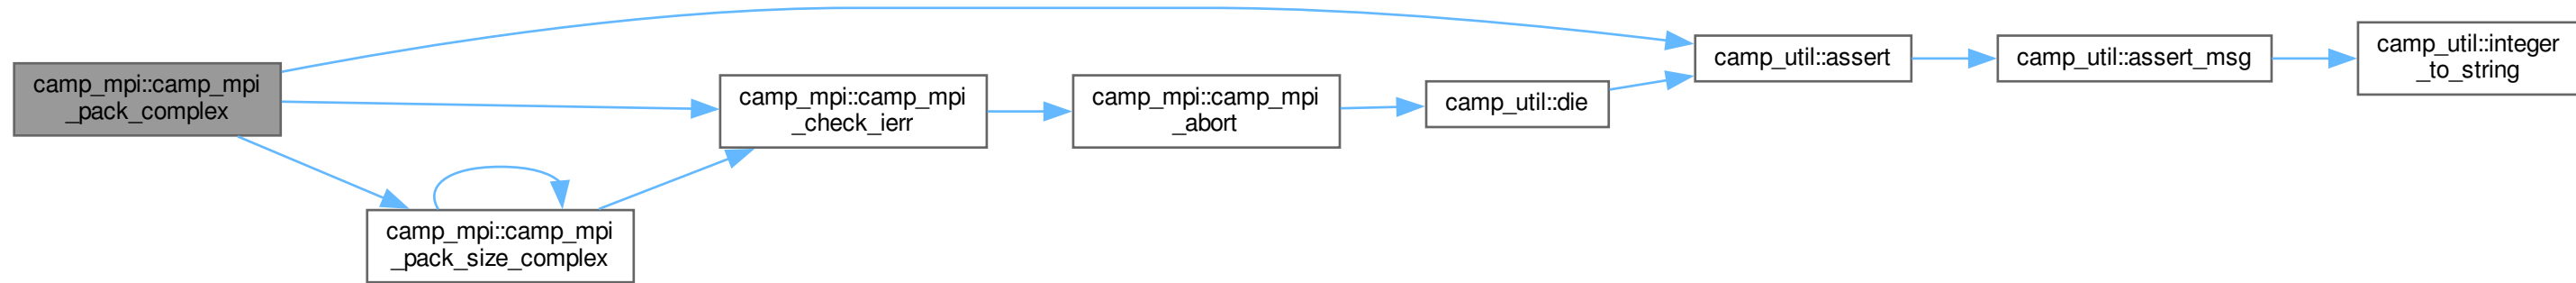 camp_mpi::camp_mpi
_pack_complex
camp_mpi::camp_mpi
_pack_size_complex
camp_mpi::camp_mpi
_check_ierr
camp_mpi::camp_mpi
_abort
camp_util::die
camp_util::assert
camp_util::assert_msg
camp_util::integer
_to_string